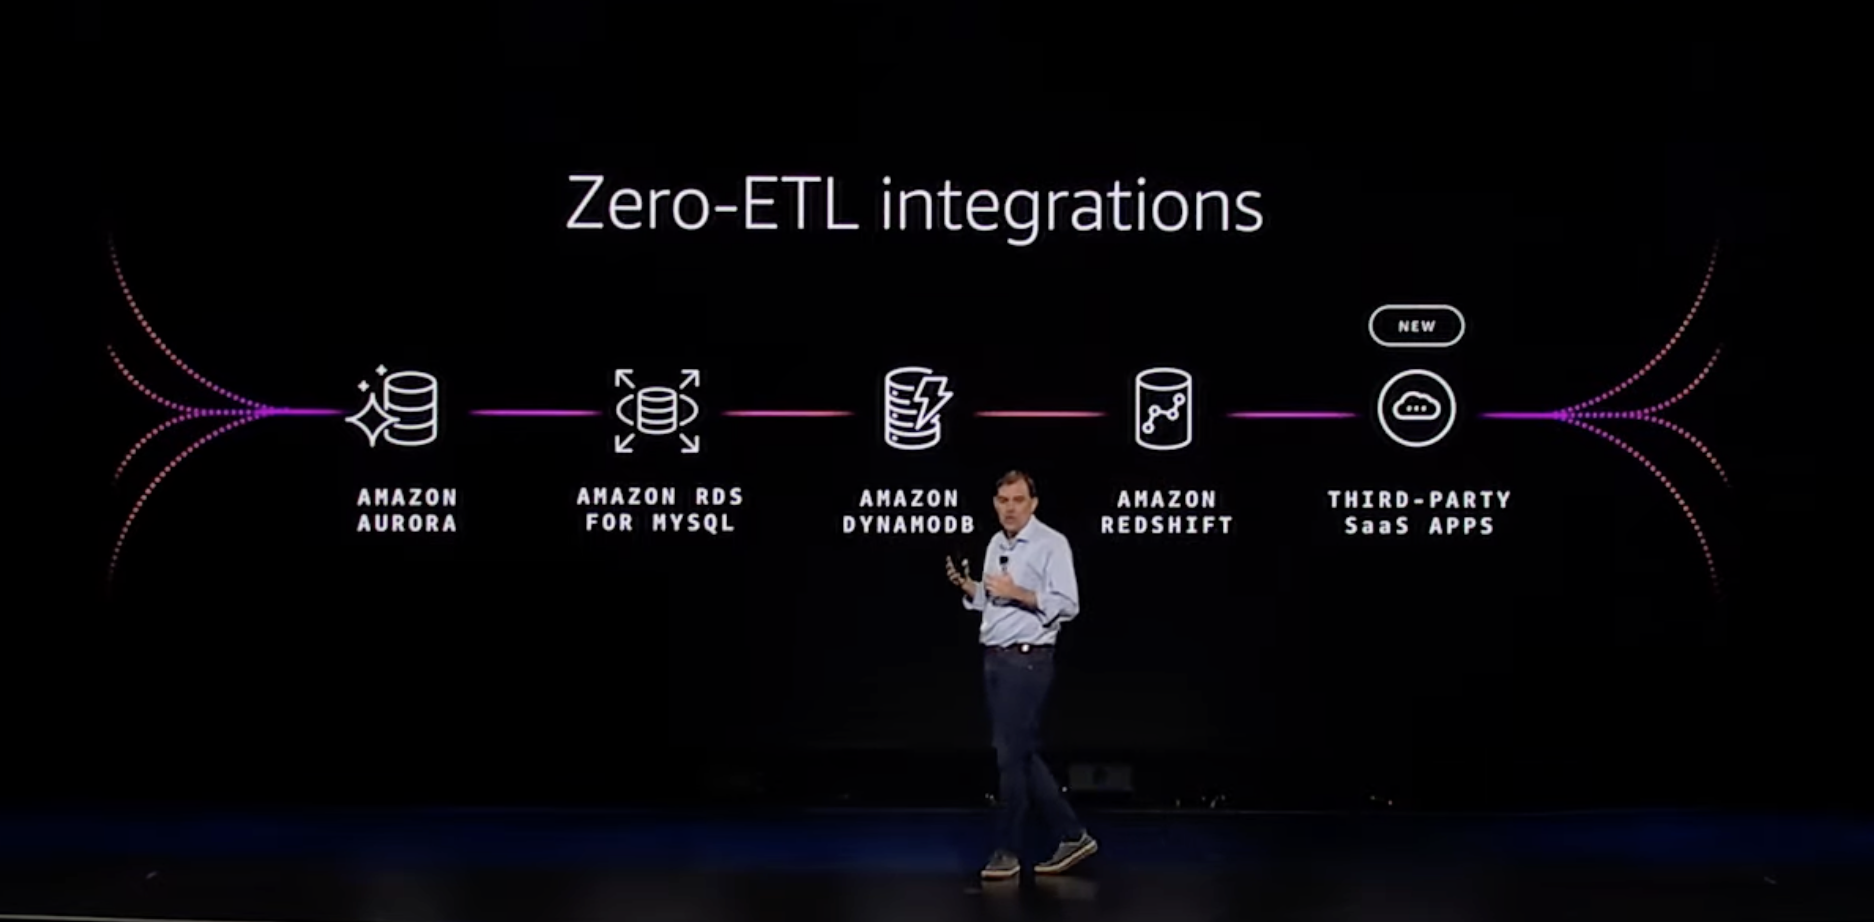 Zero-ETL integrations
NEW
AMAZON
AURORA
AMAZON RDS
FOR MYSQL
AMAZON
DYNAMODB
AMAZON
REDSHIFT
THIRD-PARTY
SaaS APPS